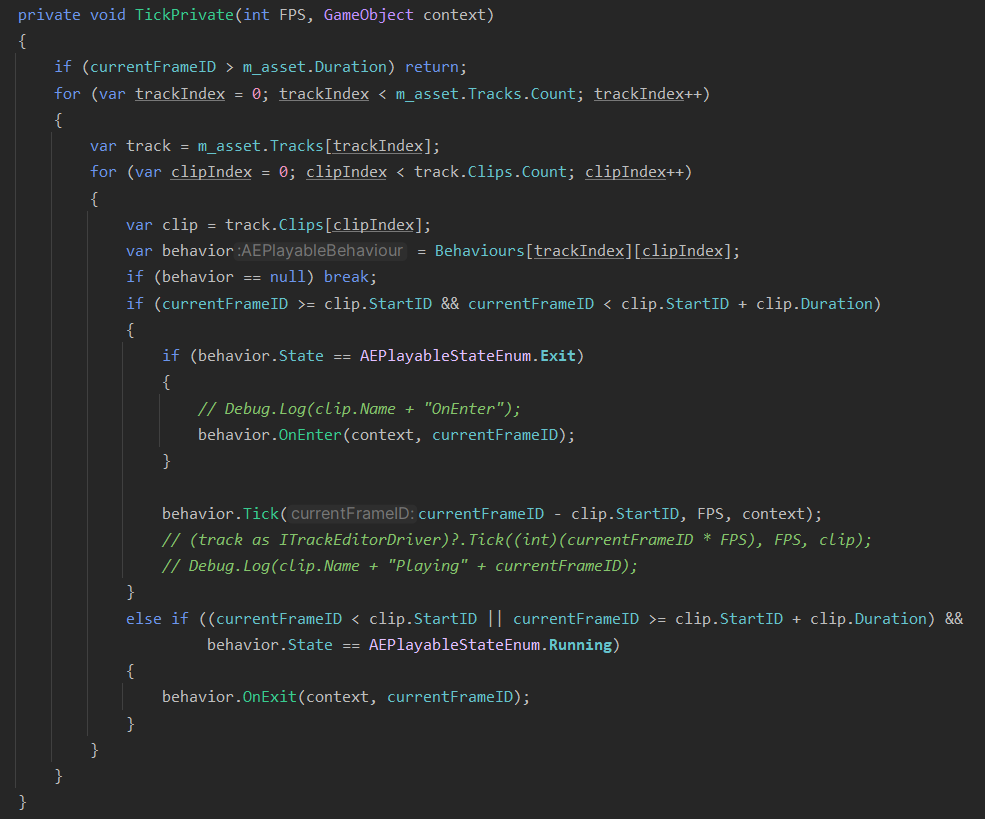 private void TickPrivate(int FPS, GameObject context)
{
if (currentFrameID > m_asset.Duration) return;
for (var trackIndex = 0; trackIndex < m_asset.Tracks.Count; trackIndex++)
{
var track = m_asset.Tracks[trackIndex];
for (var clipIndex = 0; clipIndex < track.Clips.Count; clipIndex++)
{
var clip = track.Clips[clipIndex];
var behavior :AEPlayableBehaviour = Behaviours[trackIndex][clipIndex];
if (behavior == null) break;
if (currentFrameID >= clip.StartID && currentFrameID < clip.StartID + clip.Duration)
{
if (behavior.State == AEPlayableStateEnum.Exit)
{
// Debug.Log(clip.Name + "OnEnter");
behavior.OnEnter(context, currentFrameID);
}
behavior.Tick( currentFrameID: currentFrameID - clip.StartID, FPS, context);
// (track as ITrackEditorDriver)?.Tick((int)(currentFrameID * FPS), FPS, clip);
// Debug.Log(clip.Name + "Playing" + currentFrameID);
}
else if ((currentFrameID < clip.StartID || currentFrameID >= clip.StartID + clip.Duration) &&
behavior.State == AEPlayableStateEnum.Running)
{
behavior.OnExit(context, currentFrameID);
}
}
}
}